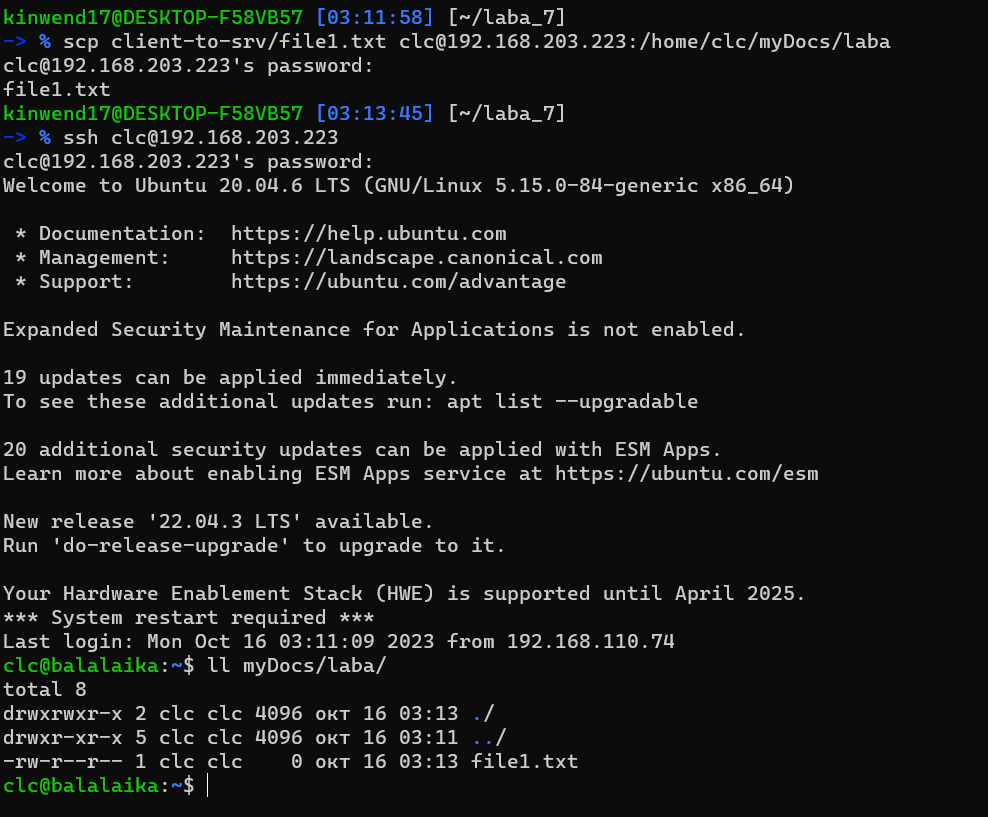 kinwend17@DESKTOP-F58VB57 [03:11:58] [~/laba_7]
-> % scp client-to-srv/file1.txt clc@192.168.203.223:/home/clc/myDocs/laba
clc@192.168.203.223's password:
file1.txt
kinwend17@DESKTOP-F58VB57 [03:13:45] [~/laba_7]
-> % ssh clc@192.168.203.223
clc@192.168.203.223's password:
Welcome to Ubuntu 20.04.6 LTS (GNU/Linux 5.15.0-84-generic x86_64)

 * Documentation:  https://help.ubuntu.com
 * Management:     https://landscape.canonical.com
 * Support:        https://ubuntu.com/advantage

Expanded Security Maintenance for Applications is not enabled.

19 updates can be applied immediately.
To see these additional updates run: apt list --upgradable

20 additional security updates can be applied with ESM Apps.
Learn more about enabling ESM Apps service at https://ubuntu.com/esm

New release '22.04.3 LTS' available.
Run 'do-release-upgrade' to upgrade to it.

Your Hardware Enablement Stack (HWE) is supported until April 2025.
*** System restart required ***
Last login: Mon Oct 16 03:11:09 2023 from 192.168.110.74
clc@balalaika:~$ ll myDocs/laba/
total 8
drwxrwxr-x 2 clc clc 4096 окт 16 03:13 ./
drwxr-xr-x 5 clc clc 4096 окт 16 03:11 ../
-rw-r--r-- 1 clc clc    0 окт 16 03:13 file1.txt
clc@balalaika:~$